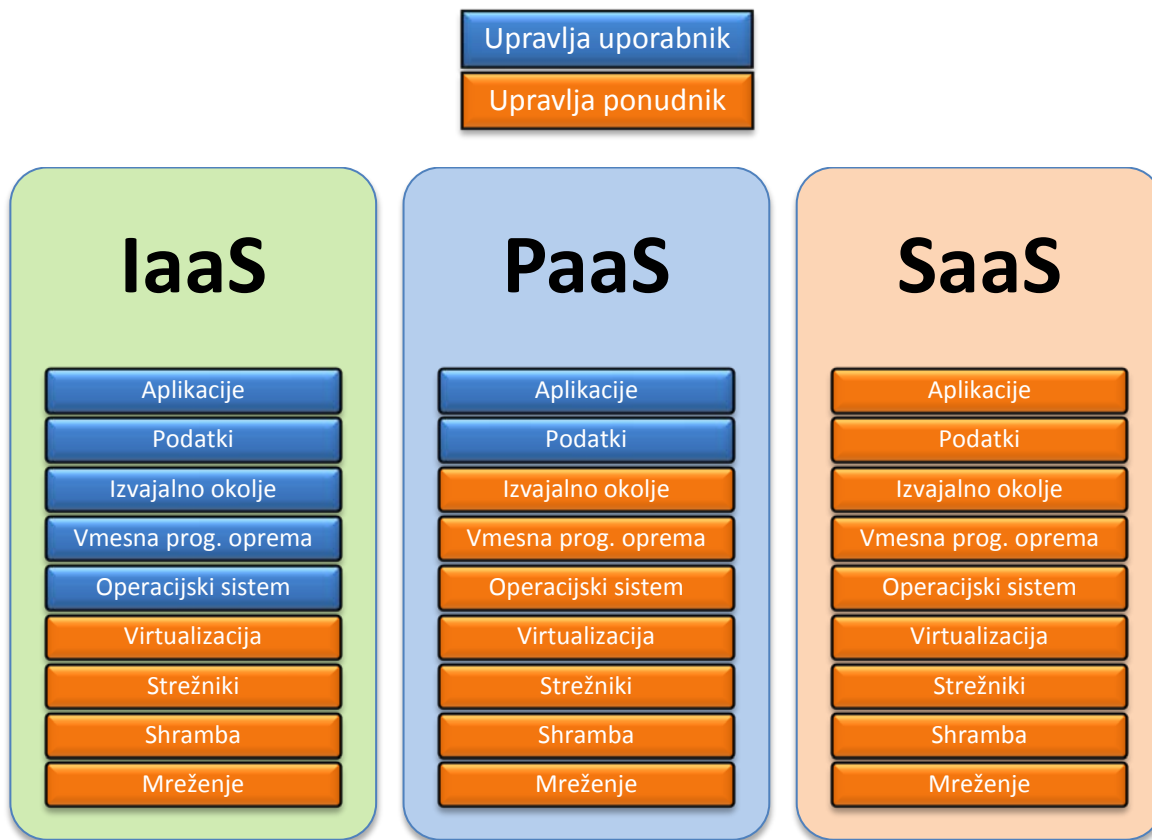 Upravlja uporabnik
Upravlja ponudnik
IaaS
Aplikacije
Podatki
Izvajalno okolje
Vmesna prog. oprema
Operacijski sistem
Virtualizacija
Strežniki
Shramba
Mreženje
PaaS
Aplikacije
Podatki
Izvajalno okolje
Vmesna prog. oprema
Operacijski sistem
Virtualizacija
Strežniki
Shramba
Mreženje
SaaS
Aplikacije
Podatki
Izvajalno okolje
Vmesna prog. oprema
Operacijski sistem
Virtualizacija
Strežniki
Shramba
Mreženje